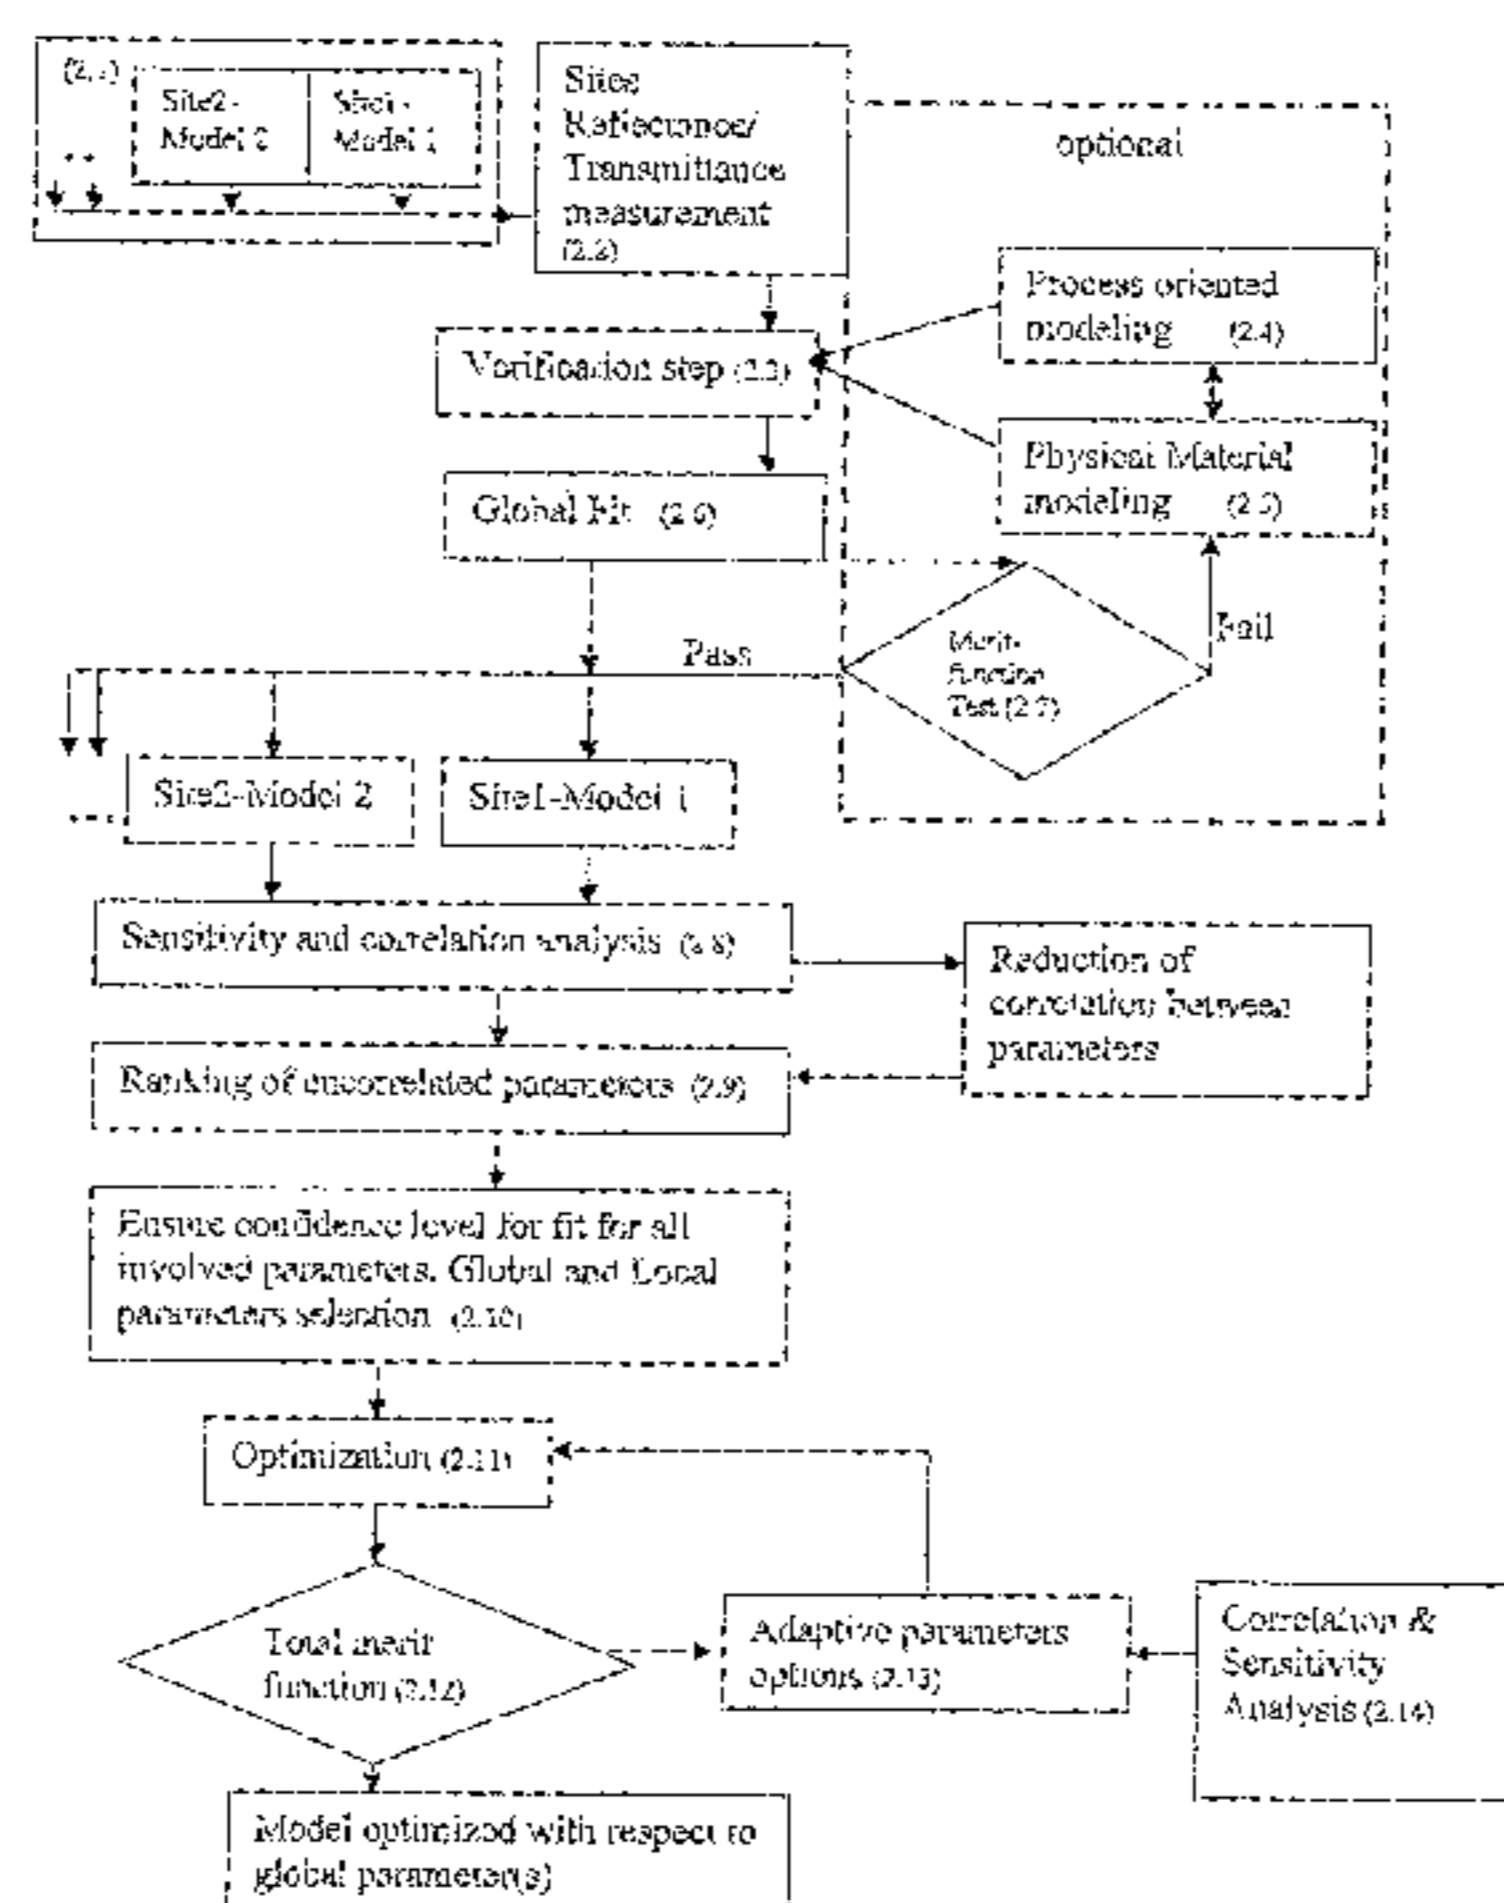 Site2-
Model 2
Site1-
Model 1
Sites
Reflectance/
Transmittance
measurement
(2.2)
optional
Process oriented
modeling (2.4)
Verification step (2.3)
Physical Material
modeling (2.5)
Global Fit (2.6)
Merit-
function
Test (2.7)
Fail
Pass
Site2-Model 2
Site1-Model 1
Sensitivity and correlation analysis (2.8)
Reduction of
correlation between
parameters
Ranking of uncorrelated parameters (2.9)
Ensure confidence level for fit for all
involved parameters. Global and Local
parameters selection (2.10)
Optimization (2.11)
Total merit
function (2.12)
Adaptive parameters
options (2.13)
Correlation &
Sensitivity
Analysis (2.14)
Model optimized with respect to
global parameter(s)